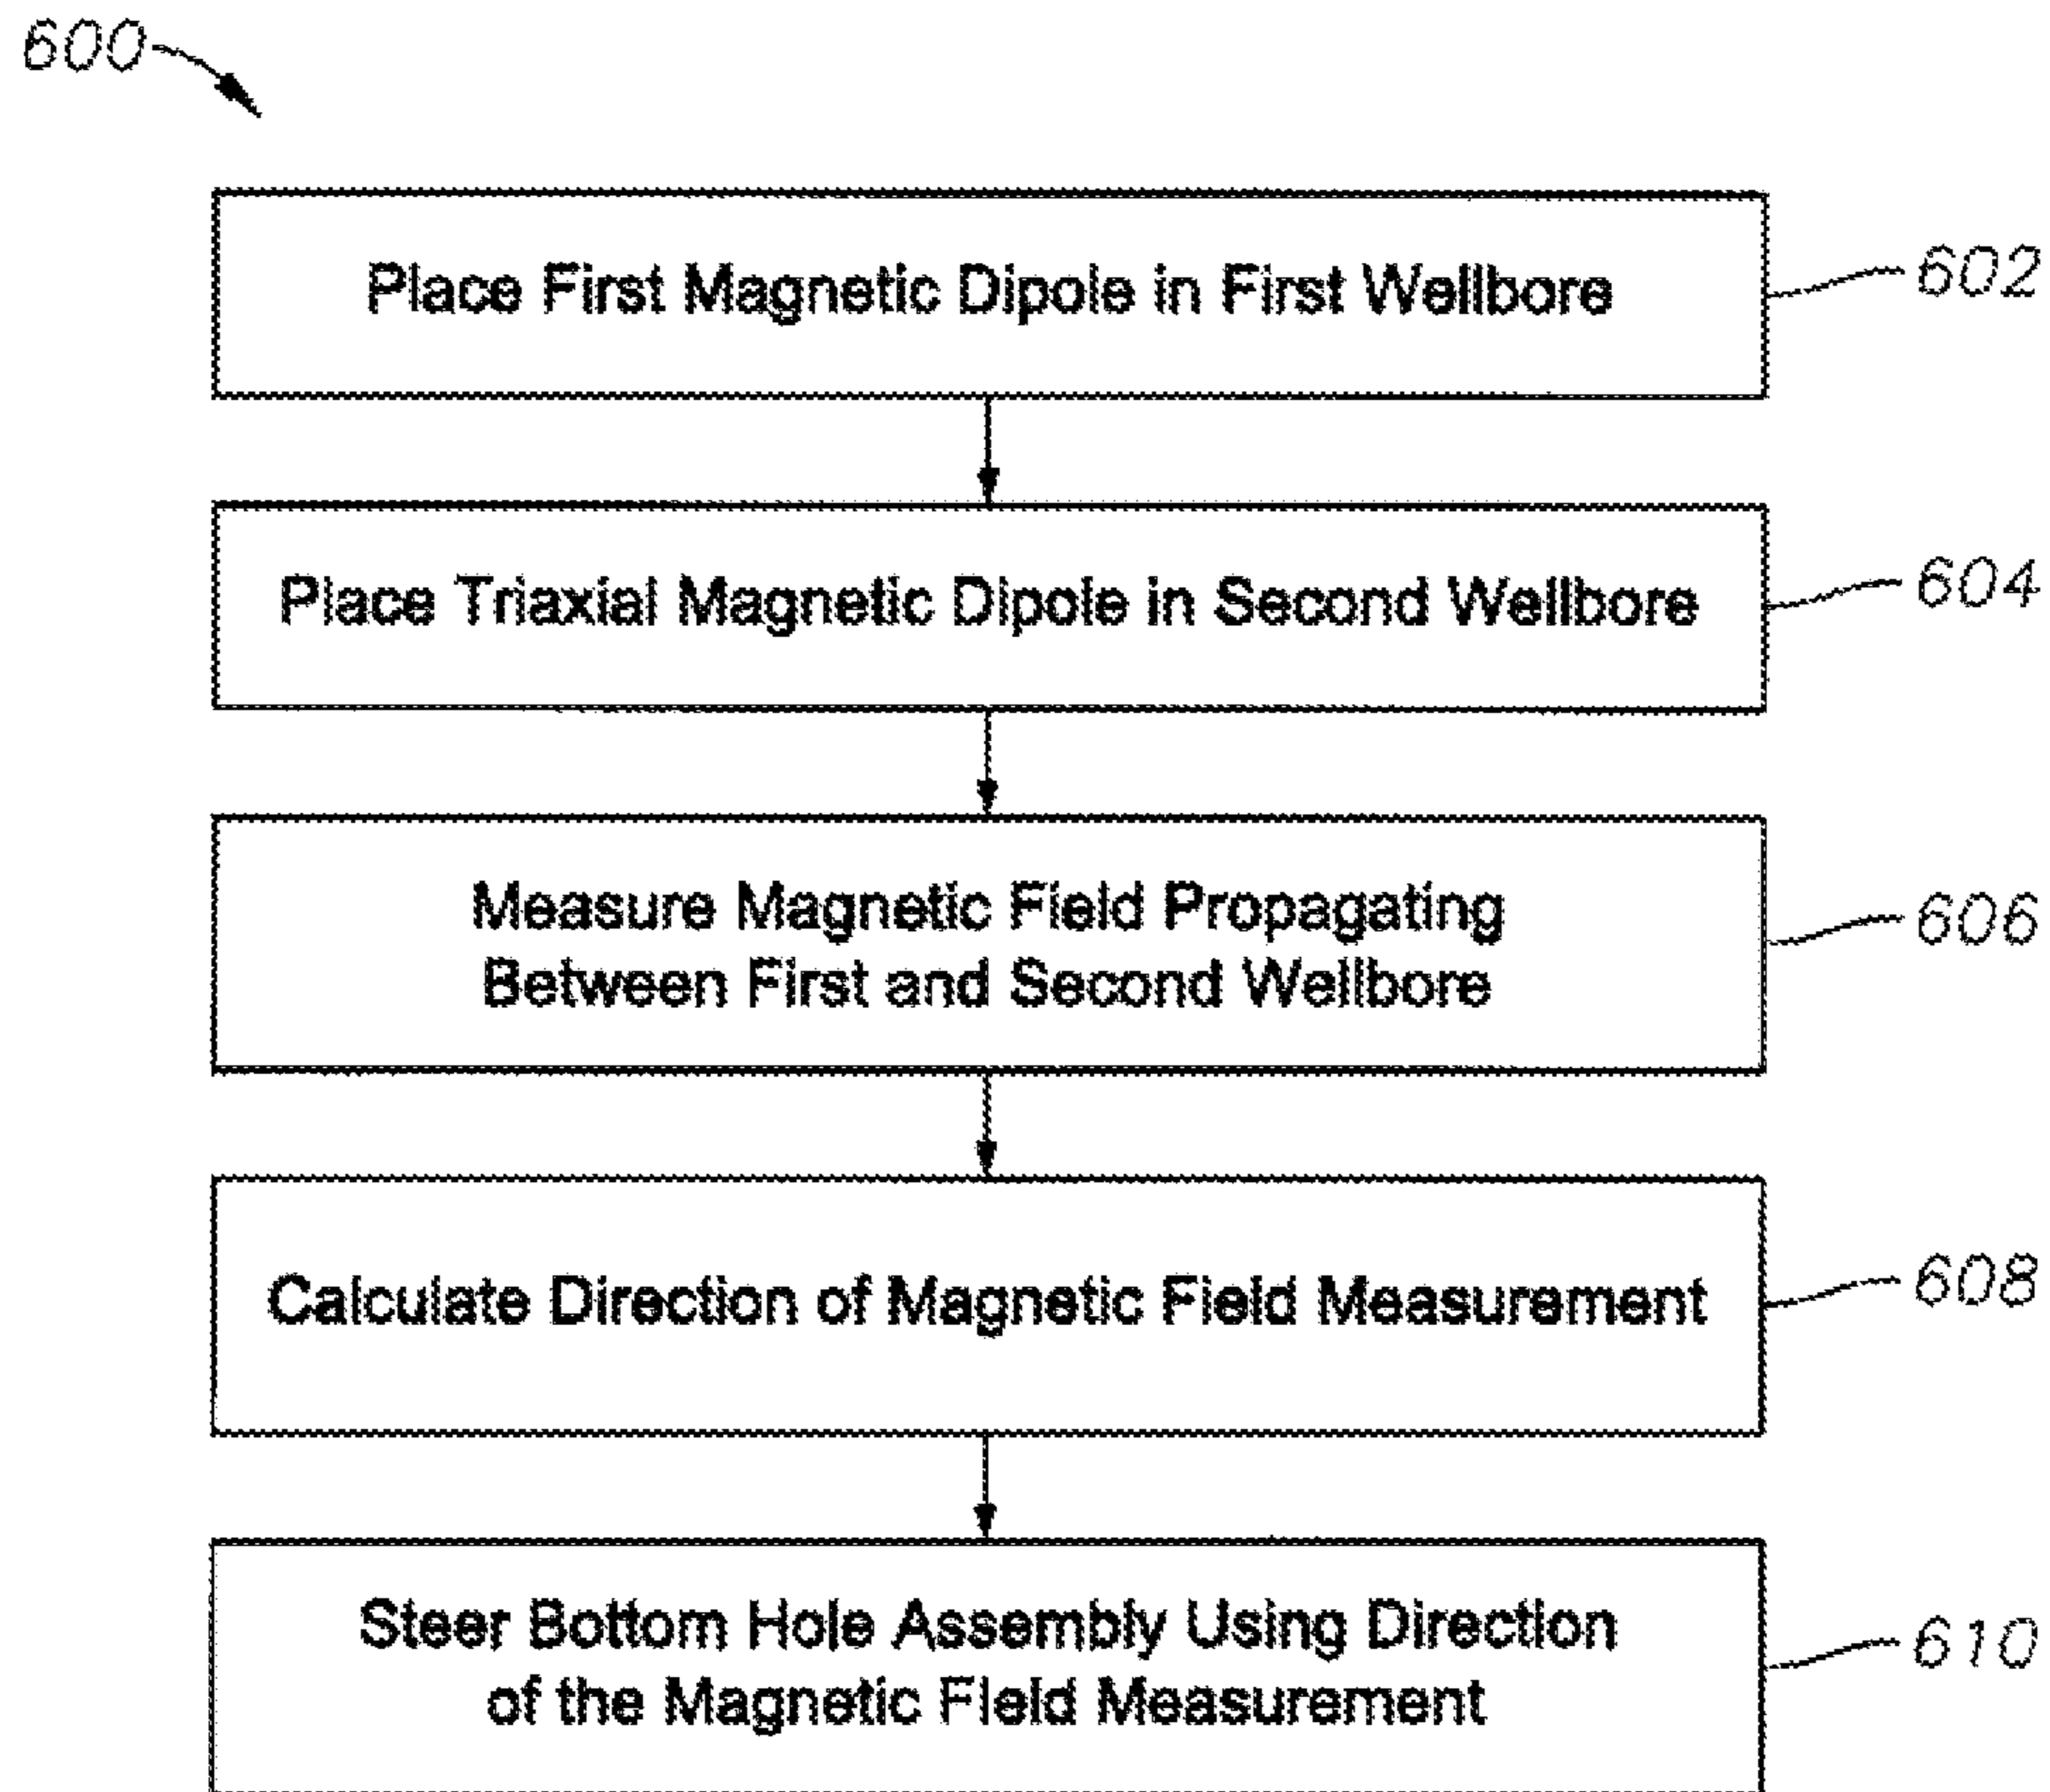 600
Place First Magnetic Dipole in First Wellbore
602
Place Triaxial Magnetic Dipole in Second Wellbore
604
Measure Magnetic Field Propagating
Between First and Second Wellbore
606
Calculate Direction of Magnetic Field Measurement
608
Steer Bottom Hole Assembly Using Direction
of the Magnetic Field Measurement
610